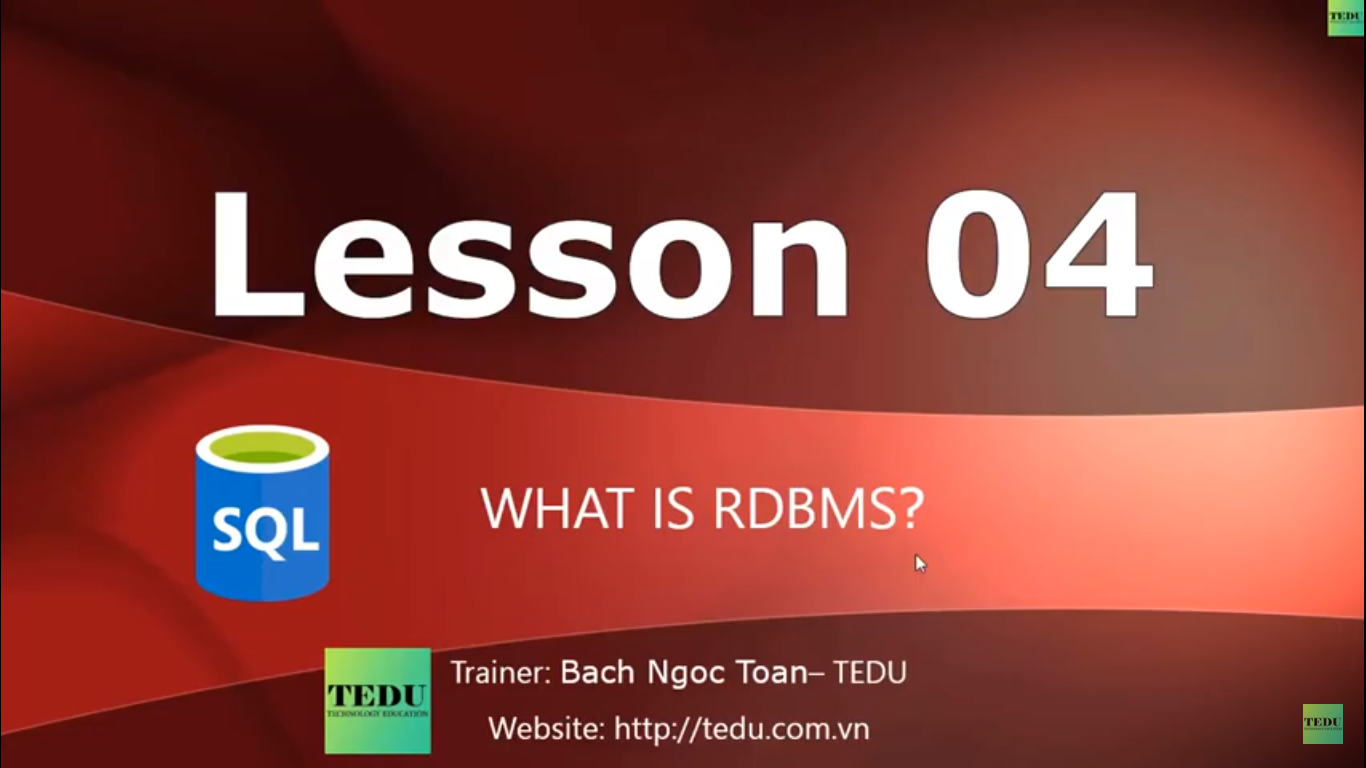 TEDU
Lesson 04
SQL
WHAT IS RDBMS?
TEDU
TECHNOLOGY EDUCATION
Trainer: Bach Ngoc Toan– TEDU
Website: http://tedu.com.vn
TEDU